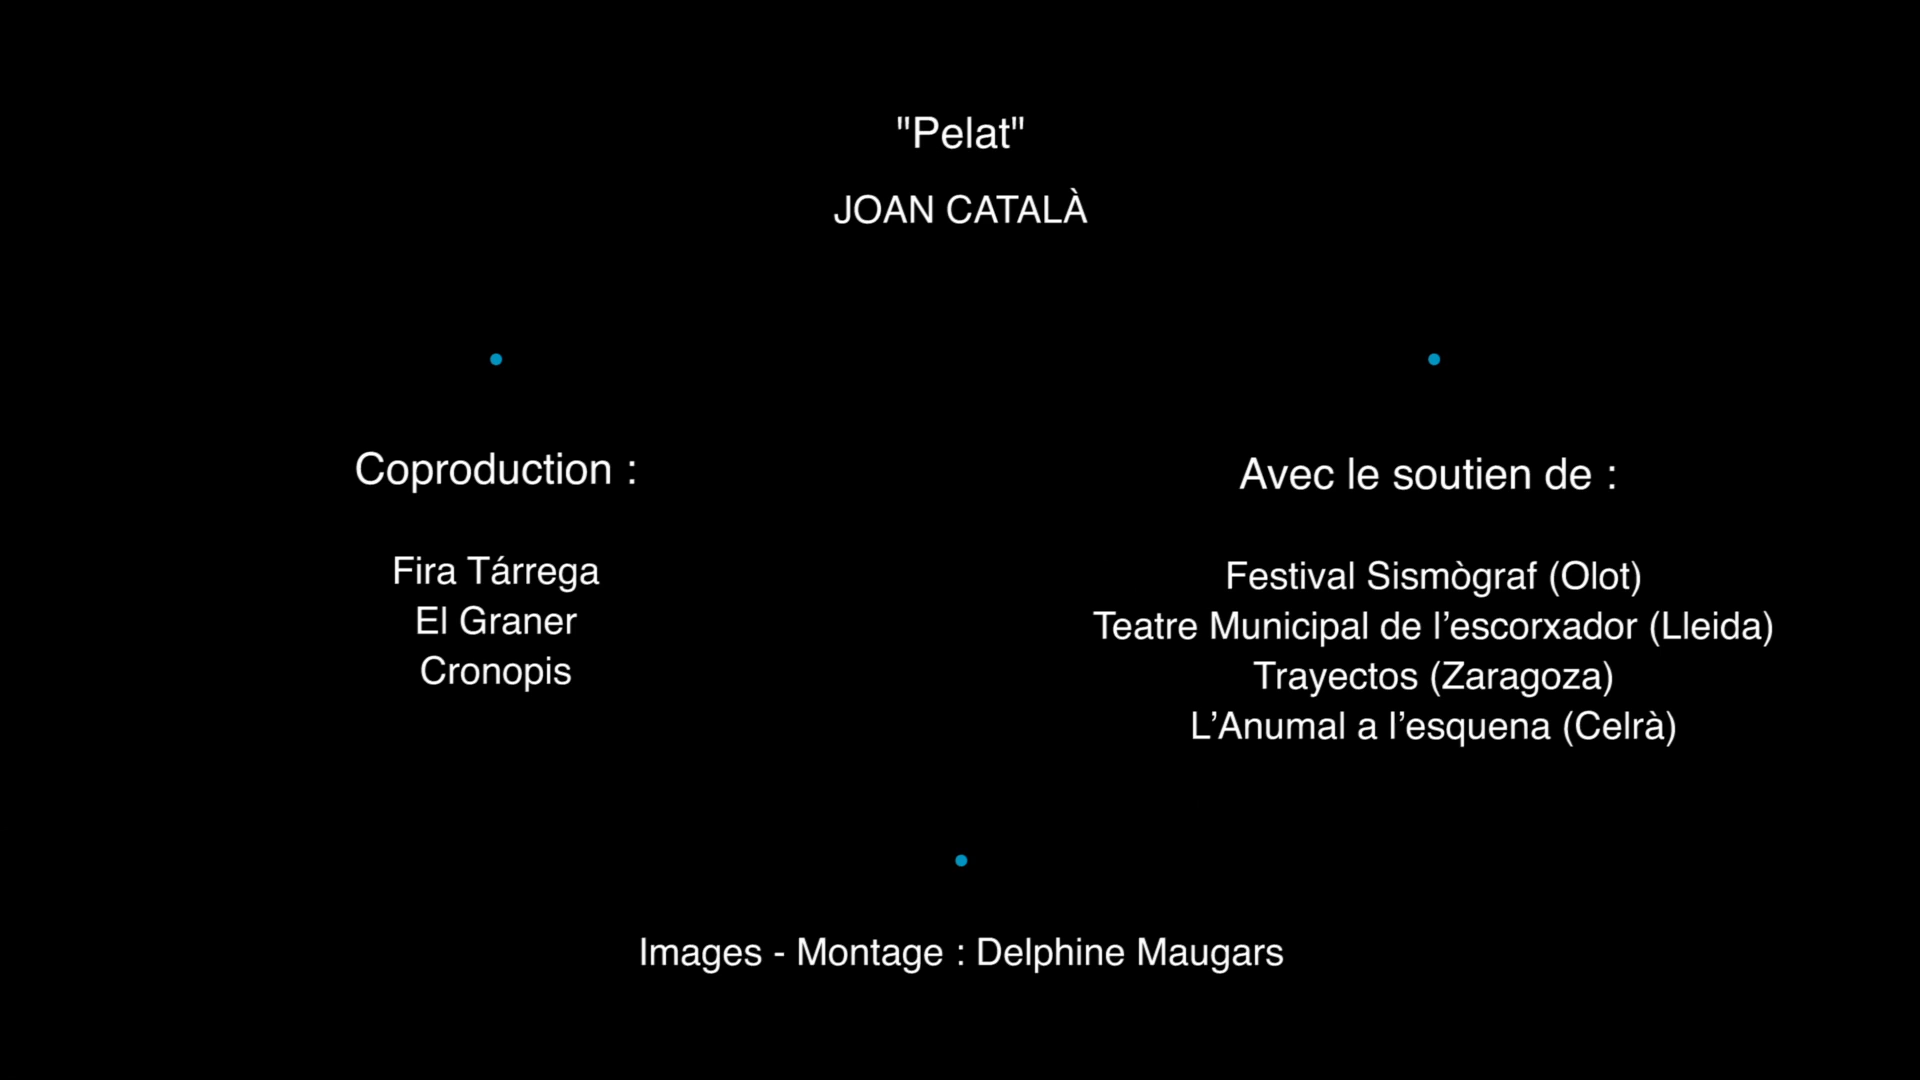 "Pelat"
JOAN CATALÀ
Coproduction :
Fira Tárrega
El Graner
Cronopis
Avec le soutien de :
Festival Sismògraf (Olot)
Teatre Municipal de l’escorxador (Lleida)
Trayectos (Zaragoza)
L’Anumal a l’esquena (Celrà)
Images - Montage : Delphine Maugars